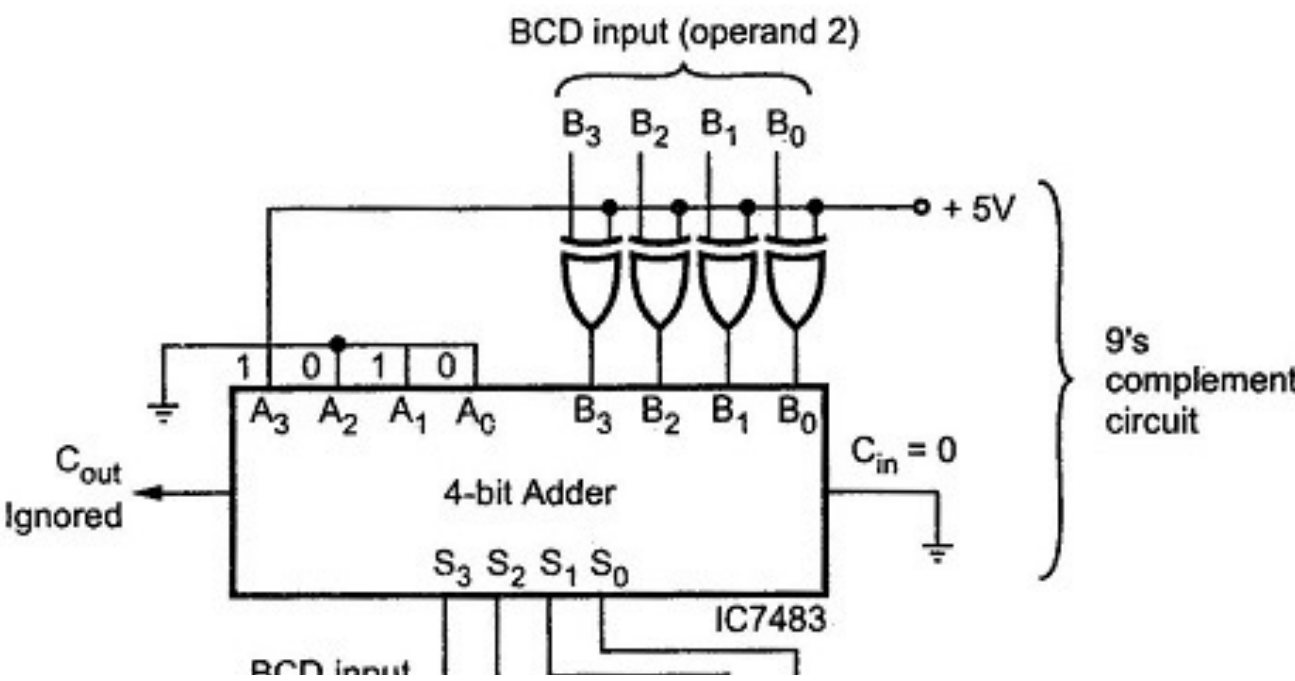 BCD input (operand 2)
B3 B2 B1 B0
+ 5V
9's
complement
circuit
1 0 1 0
A3 A2 A1 A0 B3 B2 B1 B0
Cin = 0
Cout
Ignored
4-bit Adder
S3 S2 S1 S0
IC7483
BCD input